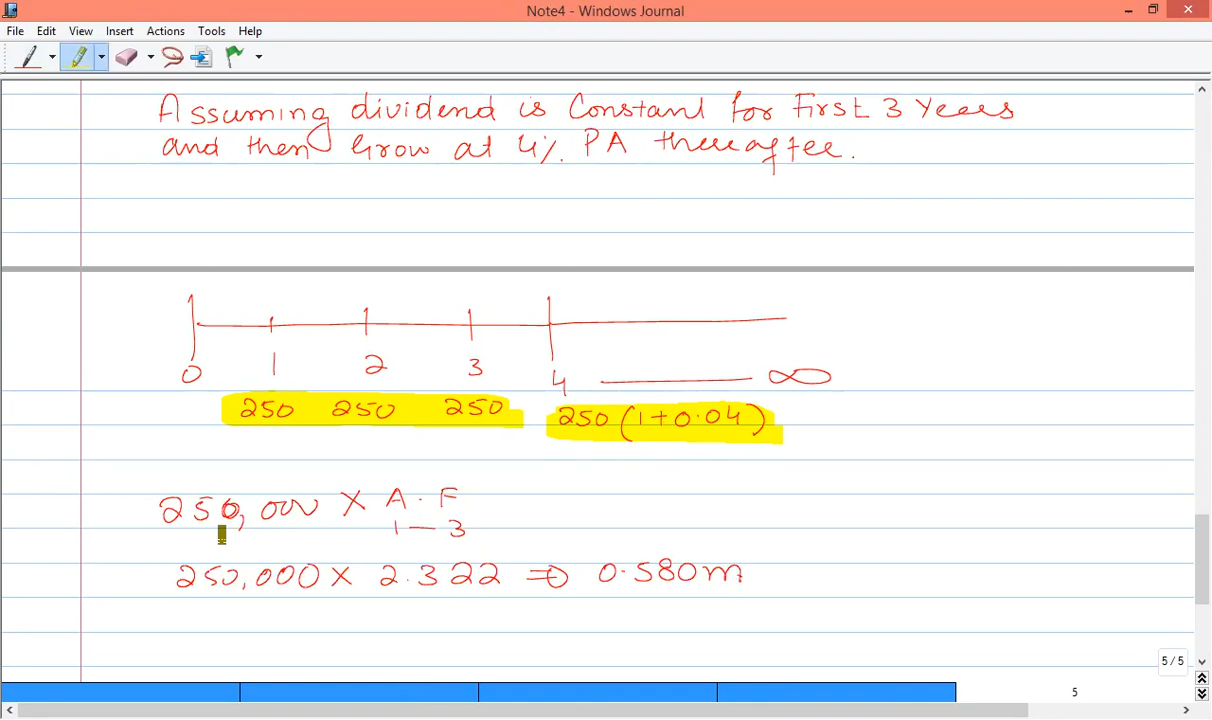 Note4 - Windows Journal
File Edit View Insert Actions Tools Help
Assuming dividend is Constant for First 3 Years
and then Grow at 4% PA thereafter.
0 1 2 3 4 ∞
250 250 250 250 (1+0.04)
250,000 X A.F
1 — 3
250,000 X 2.322 ⇒ 0.580m
5 / 5
5